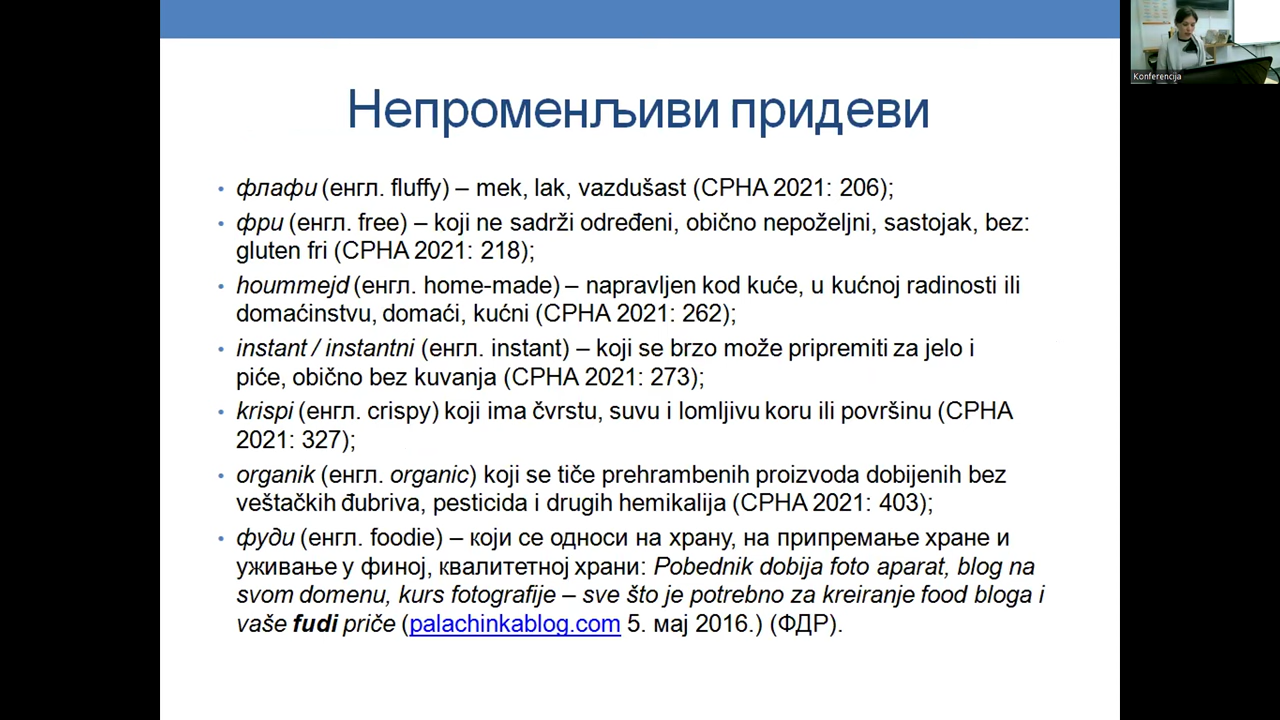 Непроменљиви придеви
• флафи (енгл. fluffy) – mek, lak, vazdušast (СРНА 2021: 206);
• фри (енгл. free) – koji ne sadrži određeni, obično nepoželjni, sastojak, bez:
gluten fri (СРНА 2021: 218);
• hoummejd (енгл. home-made) – napravljen kod kuće, u kućnoj radinosti ili
domaćinstvu, domaći, kućni (СРНА 2021: 262);
• instant / instantni (енгл. instant) – koji se brzo može pripremiti za jelo i
piće, obično bez kuvanja (СРНА 2021: 273);
• krispi (енгл. crispy) koji ima čvrstu, suvu i lomljivu koru ili površinu (СРНА
2021: 327);
• organik (енгл. organic) koji se tiče prehrambenih proizvoda dobijenih bez
veštačkih đubriva, pesticida i drugih hemikalija (СРНА 2021: 403);
• фуди (енгл. foodie) – који се односи на храну, на припремање хране и
уживање у финој, квалитетној храни: Pobednik dobija foto aparat, blog na
svom domenu, kurs fotografije – sve što je potrebno za kreiranje food bloga i
vaše fudi priče (palachinkablog.com 5. мај 2016.) (ФДР).
Konferencija